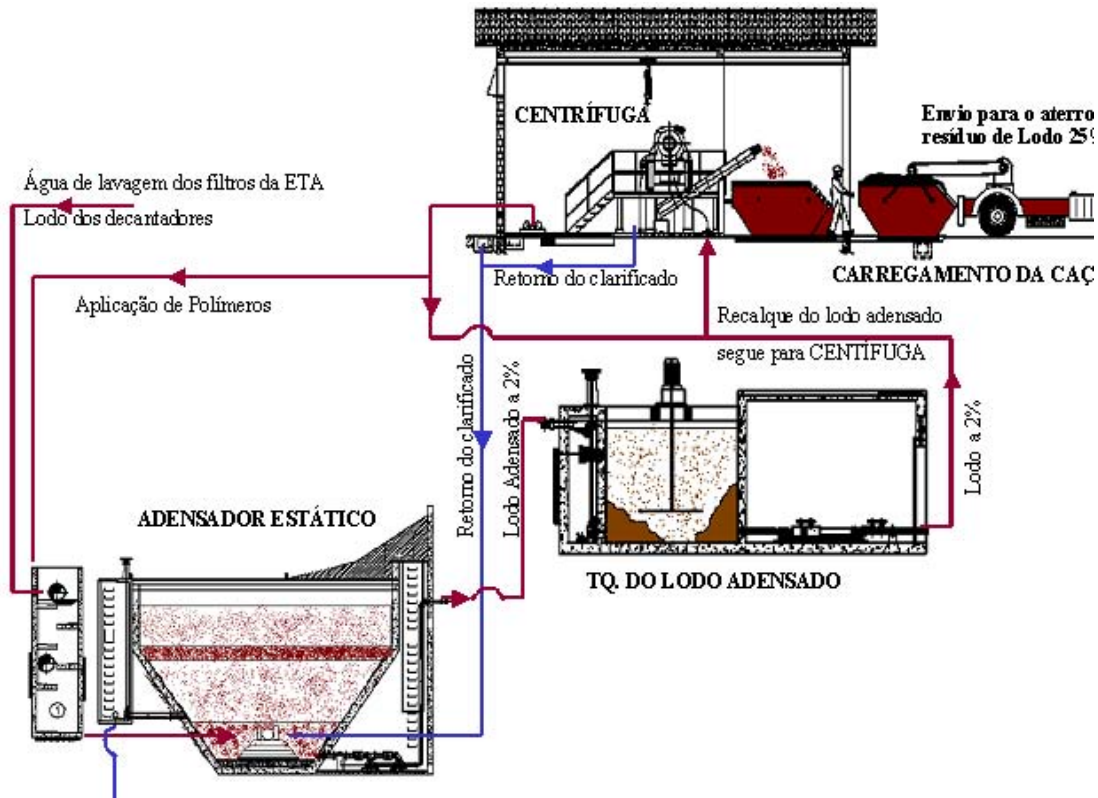 CENTRÍFUGA
Envio para o aterro
resíduo de Lodo 25%
Água de lavagem dos filtros da ETA
Lodo dos decantadores
Retorno do clarificado
CARREGAMENTO DA CAÇ
Aplicação de Polímeros
Recalque do lodo adensado
segue para CENTÍFUGA
Retorno do clarificado
Lodo Adensado a 2%
Lodo a 2%
ADENSADOR ESTÁTICO
TQ. DO LODO ADENSADO
1